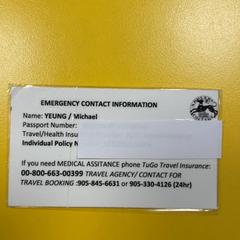 EMERGENCY CONTACT INFORMATION
Name: YEUNG / Michael
Passport Number:
Travel/Health Insu
Individual Policy N
If you need MEDICAL ASSITANCE phone TuGo Travel Insurance:
00-800-663-00399 TRAVEL AGENCY/ CONTACT FOR
TRAVEL BOOKING :905-845-6631 or 905-330-4126 (24hr)